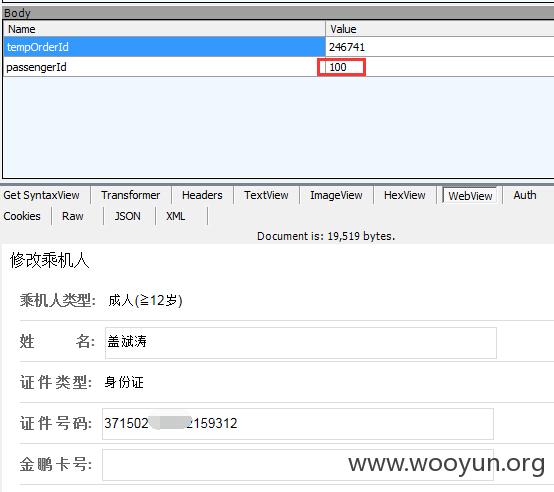 Body
Name Value
tempOrderId 246741
passengerId 100
Get SyntaxView Transformer Headers TextView ImageView HexView WebView Auth
Cookies Raw JSON XML
Document is: 19,519 bytes.
修改乘机人
乘机人类型: 成人(≧12岁)
姓 名: 盖斌涛
证件类型: 身份证
证件号码: 371502 2159312
金鹏卡号:
www.wooyun.org